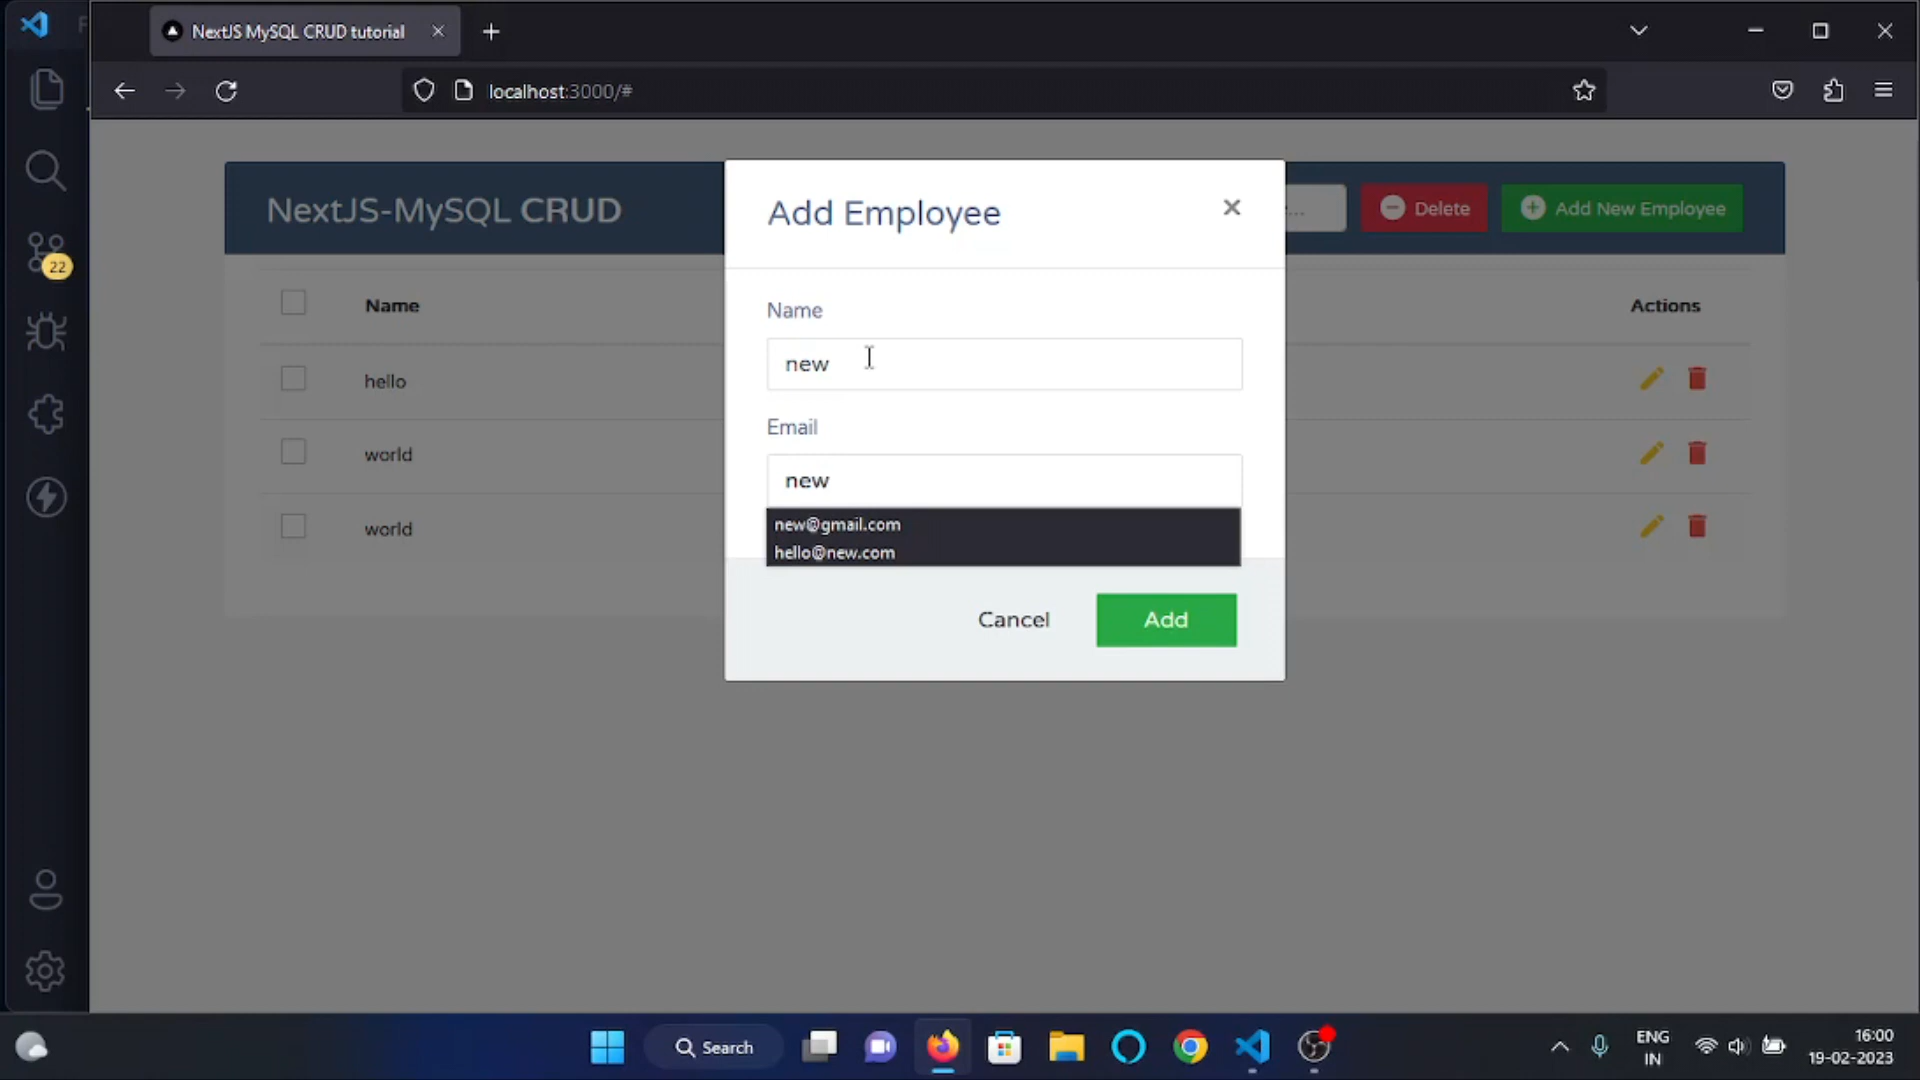 NextJS MySQL CRUD tutorial
localhost:3000/#
22
NextJS-MySQL CRUD
Add Employee
...
Delete
Add New Employee
Name
Actions
Name
new
hello
Email
world
new
new@gmail.com
world
hello@new.com
Cancel
Add
Search
ENG
IN
16:00
19-02-2023